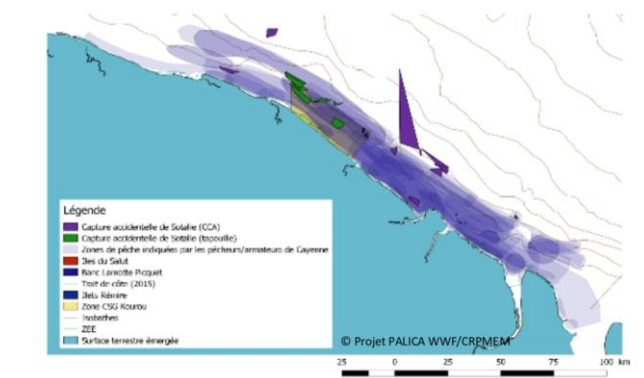 Légende
Capture accidentelle de Sotalie (CCA)
Capture accidentelle de Sotalie (tapouille)
Zones de pêche indiquées par les pécheurs/armateurs de Cayenne
Iles du Salut
Banc Lamotte Picquet
Trait de côte (2015)
Ilets Rémire
Zone CSG Kourou
Isobathes
ZEE
Surface terrestre émergée
© Projet PALICA WWF/CRPMEM
25 0 25 50 75 100 km